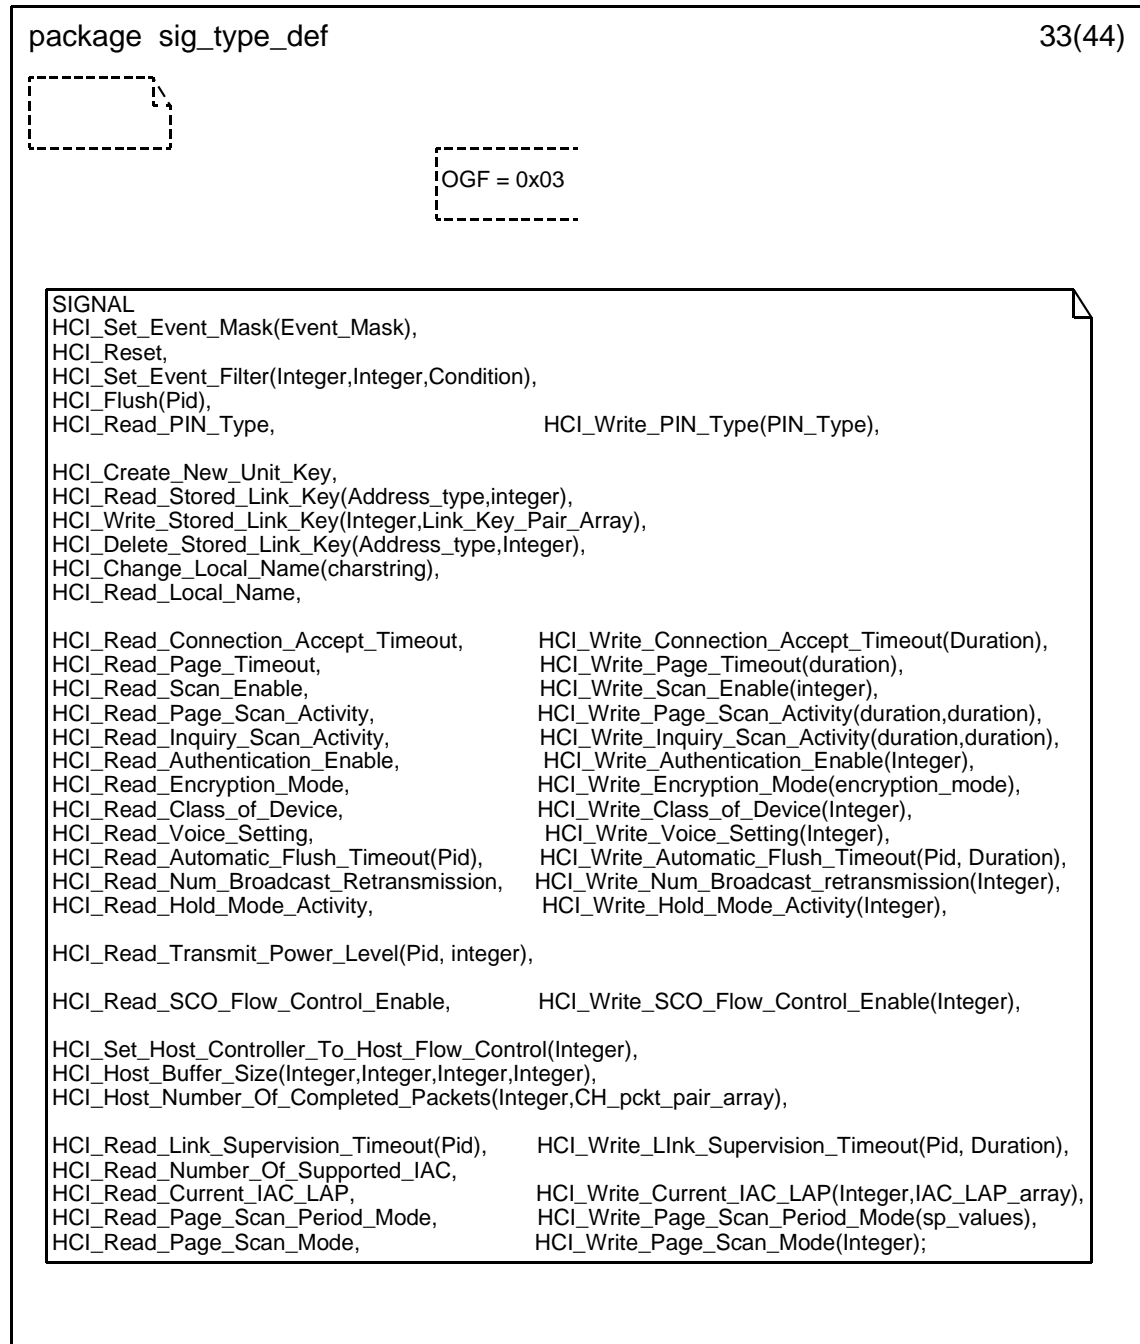 package sig_type_def 33(44)
OGF = 0x03
SIGNAL
HCI_Set_Event_Mask(Event_Mask),
HCI_Reset,
HCI_Set_Event_Filter(Integer,Integer,Condition),
HCI_Flush(Pid),
HCI_Read_PIN_Type, HCI_Write_PIN_Type(PIN_Type),
HCI_Create_New_Unit_Key,
HCI_Read_Stored_Link_Key(Address_type,integer),
HCI_Write_Stored_Link_Key(Integer,Link_Key_Pair_Array),
HCI_Delete_Stored_Link_Key(Address_type,Integer),
HCI_Change_Local_Name(charstring),
HCI_Read_Local_Name,
HCI_Read_Connection_Accept_Timeout, HCI_Write_Connection_Accept_Timeout(Duration),
HCI_Read_Page_Timeout, HCI_Write_Page_Timeout(duration),
HCI_Read_Scan_Enable, HCI_Write_Scan_Enable(integer),
HCI_Read_Page_Scan_Activity, HCI_Write_Page_Scan_Activity(duration,duration),
HCI_Read_Inquiry_Scan_Activity, HCI_Write_Inquiry_Scan_Activity(duration,duration),
HCI_Read_Authentication_Enable, HCI_Write_Authentication_Enable(Integer),
HCI_Read_Encryption_Mode, HCI_Write_Encryption_Mode(encryption_mode),
HCI_Read_Class_of_Device, HCI_Write_Class_of_Device(Integer),
HCI_Read_Voice_Setting, HCI_Write_Voice_Setting(Integer),
HCI_Read_Automatic_Flush_Timeout(Pid), HCI_Write_Automatic_Flush_Timeout(Pid, Duration),
HCI_Read_Num_Broadcast_Retransmission, HCI_Write_Num_Broadcast_retransmission(Integer),
HCI_Read_Hold_Mode_Activity, HCI_Write_Hold_Mode_Activity(Integer),
HCI_Read_Transmit_Power_Level(Pid, integer),
HCI_Read_SCO_Flow_Control_Enable, HCI_Write_SCO_Flow_Control_Enable(Integer),
HCI_Set_Host_Controller_To_Host_Flow_Control(Integer),
HCI_Host_Buffer_Size(Integer,Integer,Integer,Integer),
HCI_Host_Number_Of_Completed_Packets(Integer,CH_pckt_pair_array),
HCI_Read_Link_Supervision_Timeout(Pid), HCI_Write_LInk_Supervision_Timeout(Pid, Duration),
HCI_Read_Number_Of_Supported_IAC,
HCI_Read_Current_IAC_LAP, HCI_Write_Current_IAC_LAP(Integer,IAC_LAP_array),
HCI_Read_Page_Scan_Period_Mode, HCI_Write_Page_Scan_Period_Mode(sp_values),
HCI_Read_Page_Scan_Mode, HCI_Write_Page_Scan_Mode(Integer);